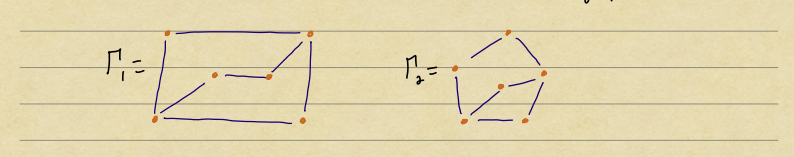 Γ₁ = Γ₂ =